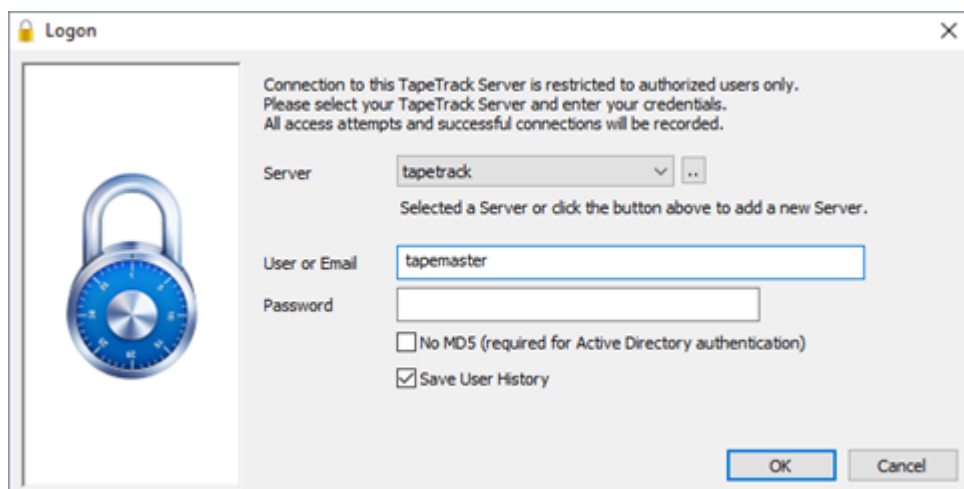 Logon
Connection to this TapeTrack Server is restricted to authorized users only.
Please select your TapeTrack Server and enter your credentials.
All access attempts and successful connections will be recorded.
Server tapetrack ..
Selected a Server or click the button above to add a new Server.
User or Email tapemaster
Password
No MD5 (required for Active Directory authentication)
Save User History
OK Cancel